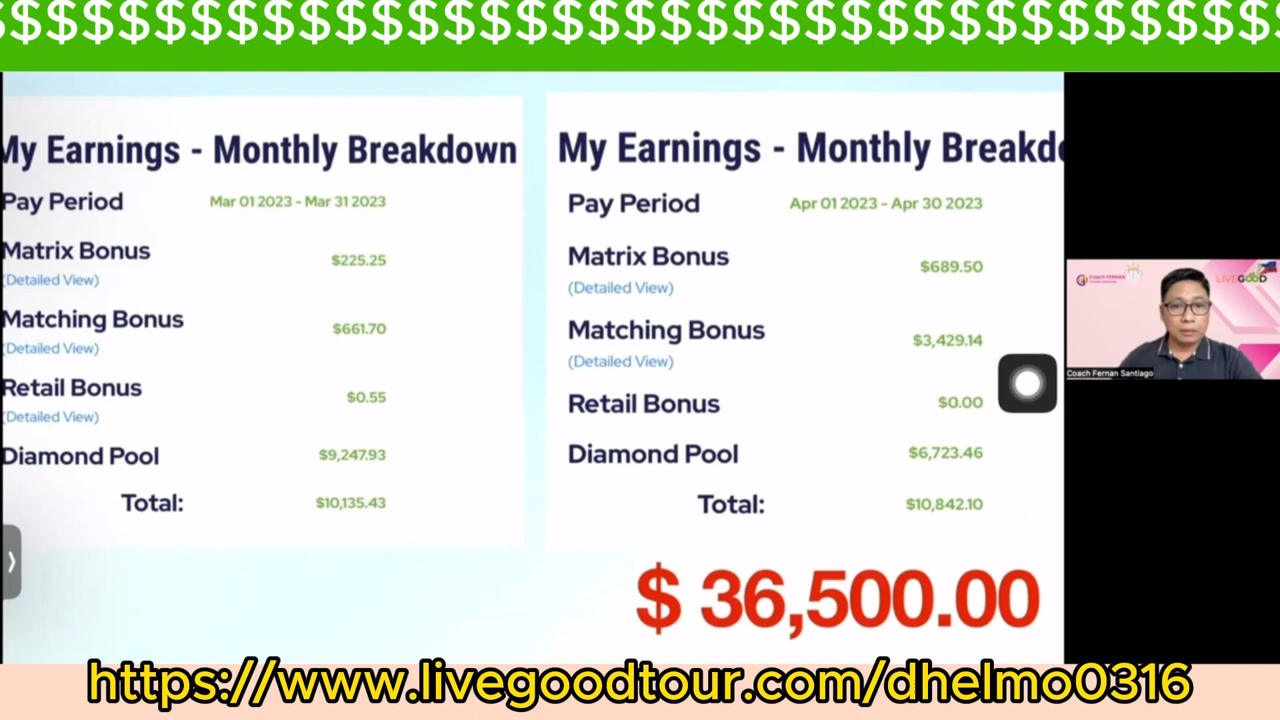 $$$$$$$$$$$$$$$$$$$$$$$$$$$$$$$$
My Earnings - Monthly Breakdown
Pay Period Mar 01 2023 - Mar 31 2023
Matrix Bonus $225.25
(Detailed View)
Matching Bonus $661.70
(Detailed View)
Retail Bonus $0.55
(Detailed View)
Diamond Pool $9,247.93
Total: $10,135.43
My Earnings - Monthly Breakdo
Pay Period Apr 01 2023 - Apr 30 2023
Matrix Bonus $689.50
(Detailed View)
Matching Bonus $3,429.14
(Detailed View)
Retail Bonus $0.00
Diamond Pool $6,723.46
Total: $10,842.10
$ 36,500.00
Coach FERNAN
LIVEGOOD
Coach Fernan Santiago
https://www.livegoodtour.com/dhelmo0316